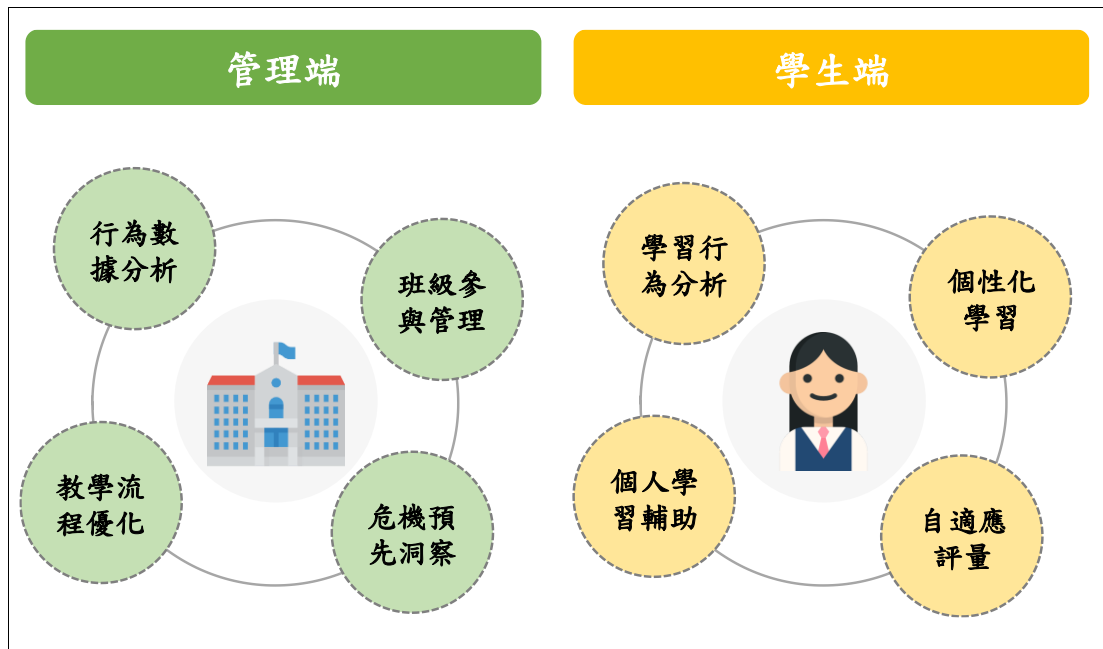 管理端
行為數
據分析
班級參
與管理
教學流
程優化
危機預
先洞察
學生端
學習行
為分析
個性化
學習
個人學
習輔助
自適應
評量